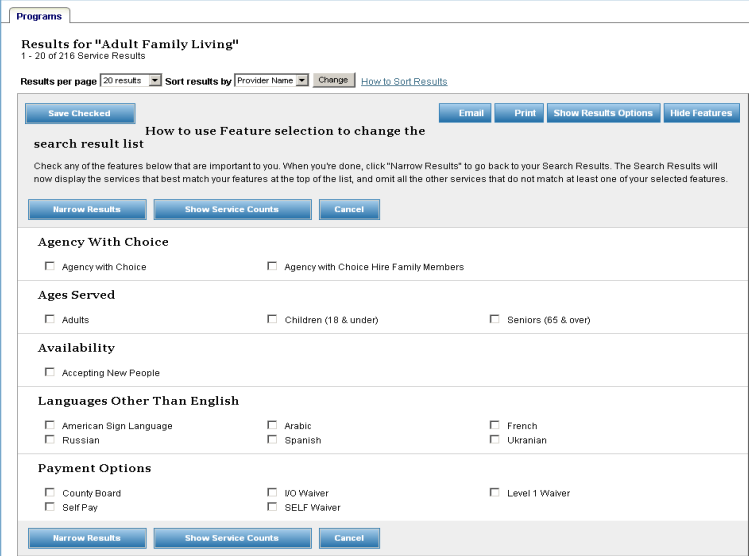 Programs
Results for "Adult Family Living"
1 - 20 of 216 Service Results
Results per page 20 results Sort results by Provider Name Change How to Sort Results
Save Checked Email Print Show Results Options Hide Features
How to use Feature selection to change the
search result list
Check any of the features below that are important to you. When you're done, click "Narrow Results" to go back to your Search Results. The Search Results will
now display the services that best match your features at the top of the list, and omit all the other services that do not match at least one of your selected features.
Narrow Results Show Service Counts Cancel
Agency With Choice
Agency with Choice Agency with Choice Hire Family Members
Ages Served
Adults Children (18 & under) Seniors (65 & over)
Availability
Accepting New People
Languages Other Than English
American Sign Language Arabic French
Russian Spanish Ukranian
Payment Options
County Board I/O Waiver Level 1 Waiver
Self Pay SELF Waiver
Narrow Results Show Service Counts Cancel